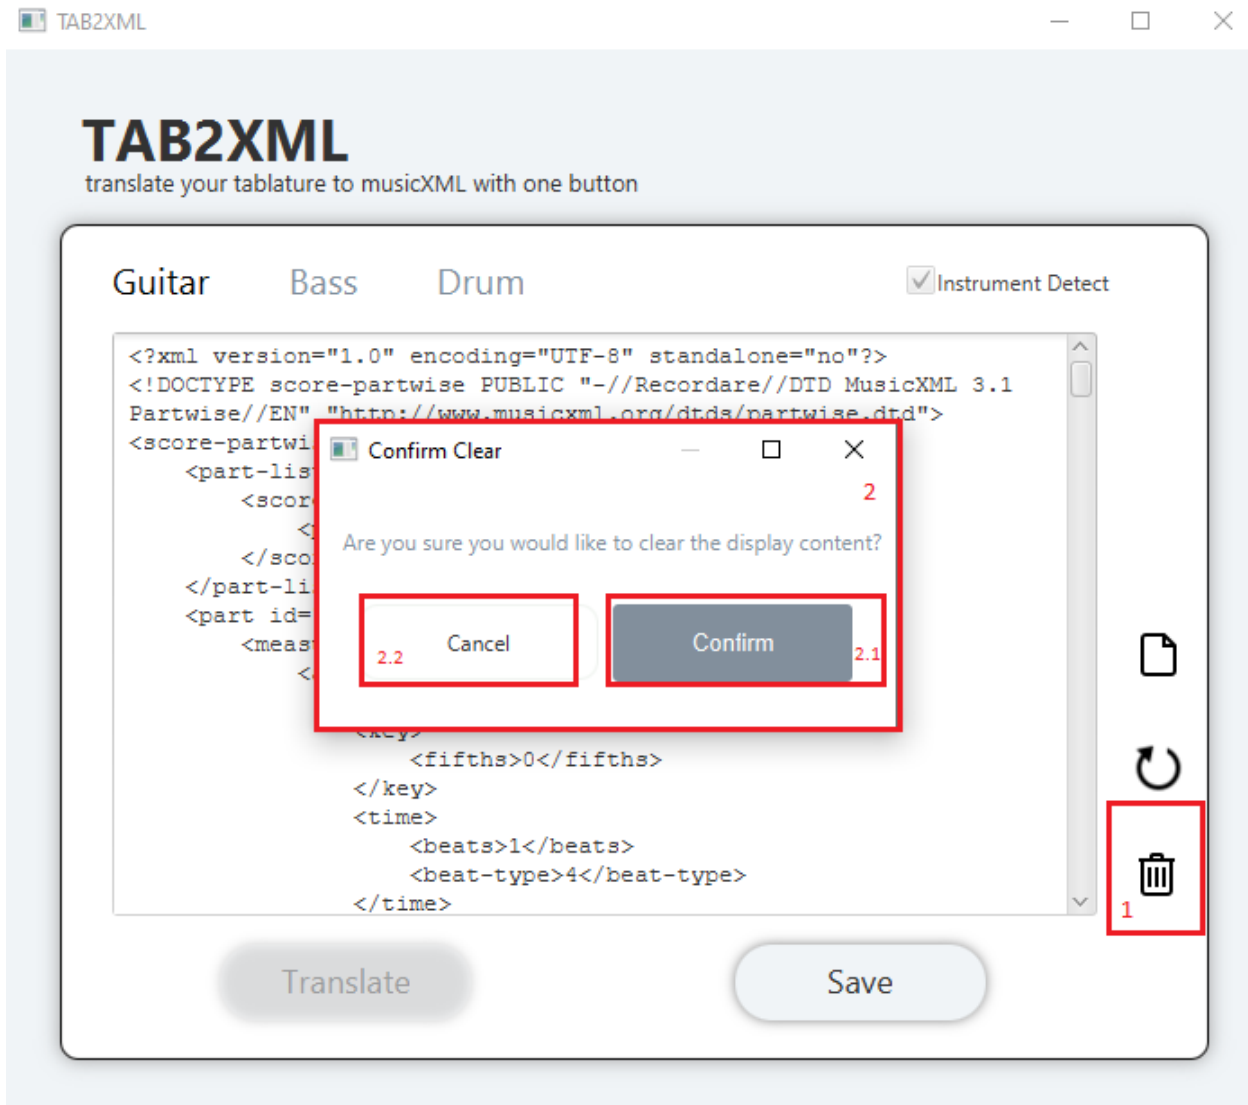 TAB2XML
TAB2XML
translate your tablature to musicXML with one button
Guitar Bass Drum Instrument Detect
<?xml version="1.0" encoding="UTF-8" standalone="no"?>
<!DOCTYPE score-partwise PUBLIC "-//Recordare//DTD MusicXML 3.1
Partwise//EN" "http://www.musicxml.org/dtds/partwise.dtd">
<score-partwi
<part-lis
<scor
</sco
</part-li
<part id=
<meas
<key>
<fifths>0</fifths>
</key>
<time>
<beats>1</beats>
<beat-type>4</beat-type>
</time>
Confirm Clear
2
Are you sure you would like to clear the display content?
2.2 Cancel Confirm 2.1
1
Translate Save